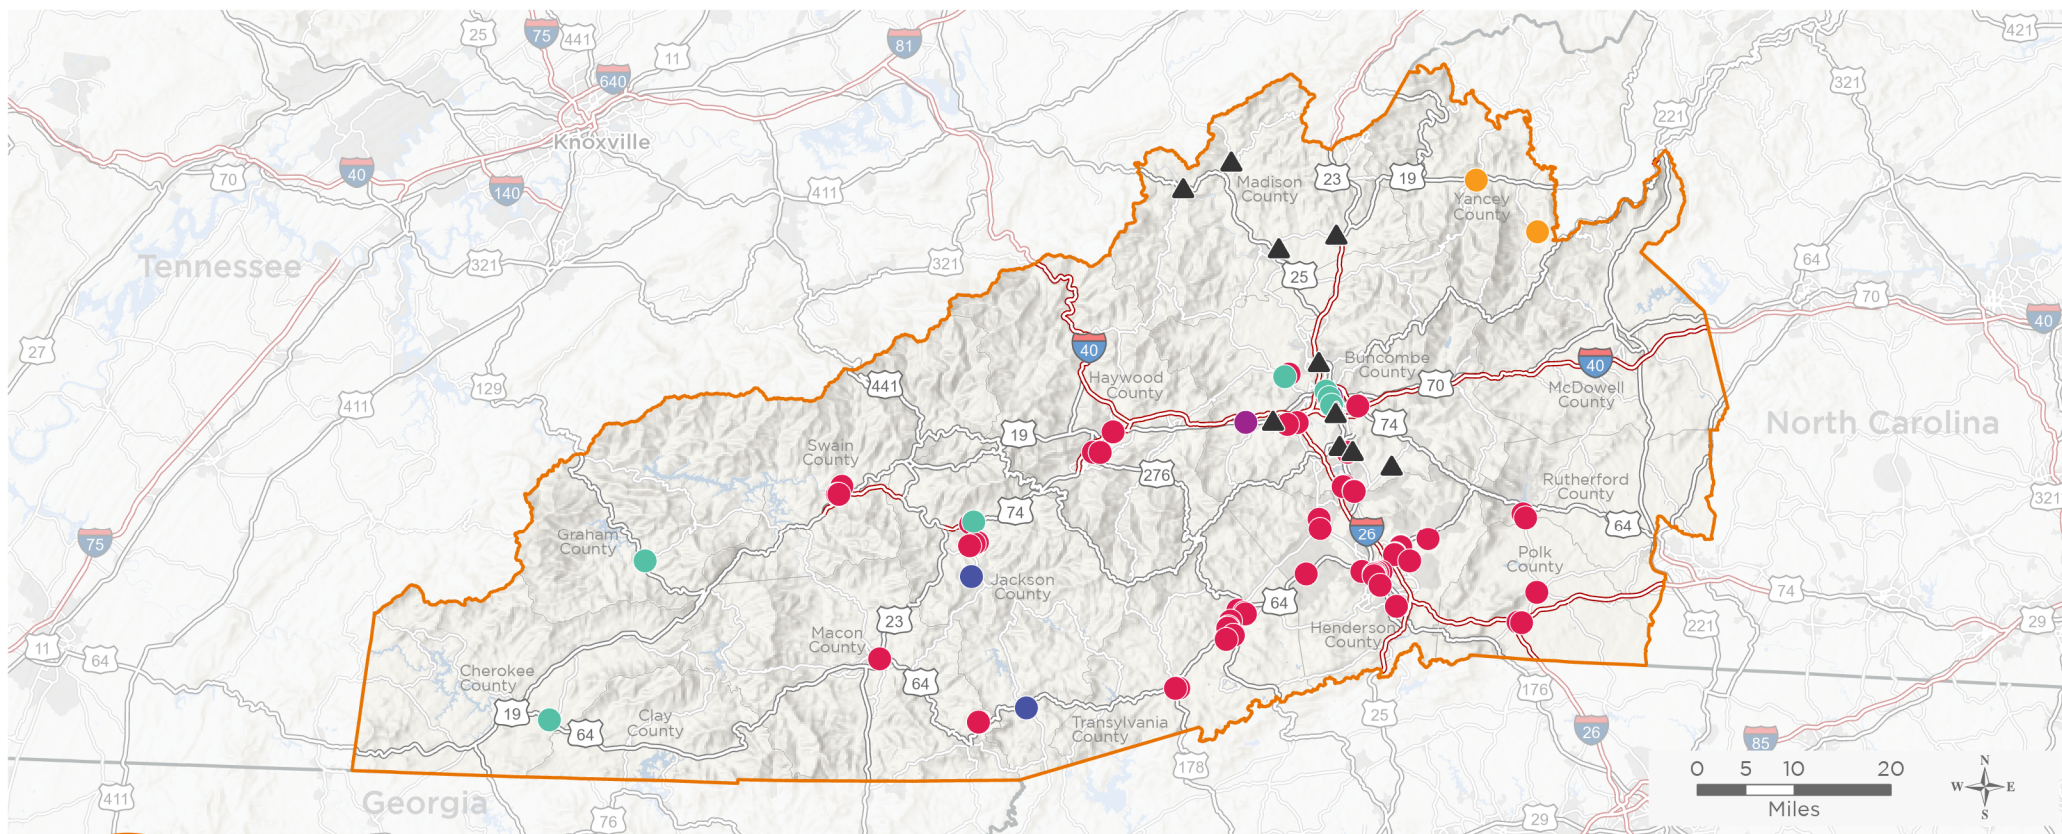 25
75
441
11
81
421
640
321
Knoxville
221
40
70
140
411
Madison
County
23
19
Yancey
County
Tennessee
321
321
25
64
70
40
27
40
129
441
411
Haywood
County
Buncombe
County
70
40
McDowell
County
74
North Carolina
19
Swain
County
276
Rutherford
County
321
74
64
75
26
Graham
County
Polk
County
Jackson
County
74
64
23
Macon
County
Henderson
County
221
29
11
64
Cherokee
County
64
176
19
64
Clay
County
Transylvania
County
25
26
85
178
411
Georgia
76
29
0 5 10 20
Miles
N
W E
S